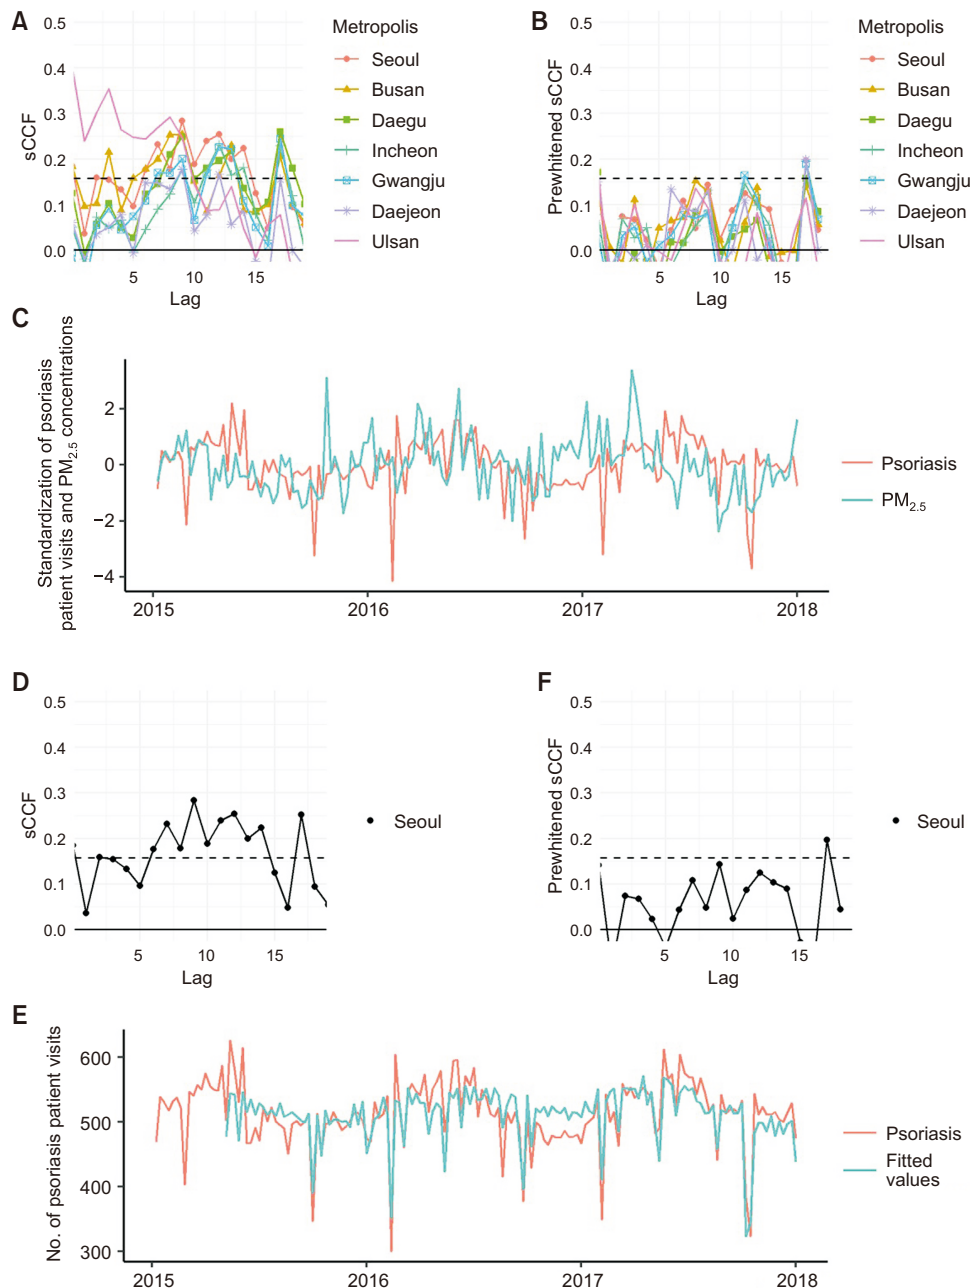 A
0.5
0.4
0.3
0.2
0.1
0.0
sCCF
5
10
15
Lag
Metropolis
Seoul
Busan
Daegu
Incheon
Gwangju
Daejeon
Ulsan
B
0.5
0.4
0.3
0.2
0.1
0.0
Prewhitened sCCF
5
10
15
Lag
Metropolis
Seoul
Busan
Daegu
Incheon
Gwangju
Daejeon
Ulsan
C
Standardization of psoriasis
patient visits and PM2.5 concentrations
2
0
−2
−4
2015
2016
2017
2018
Psoriasis
PM2.5
D
0.5
0.4
0.3
0.2
0.1
0.0
sCCF
5
10
15
Lag
Seoul
F
0.5
0.4
0.3
0.2
0.1
0.0
Prewhitened sCCF
5
10
15
Lag
Seoul
E
No. of psoriasis patient visits
600
500
400
300
2015
2016
2017
2018
Psoriasis
Fitted
values